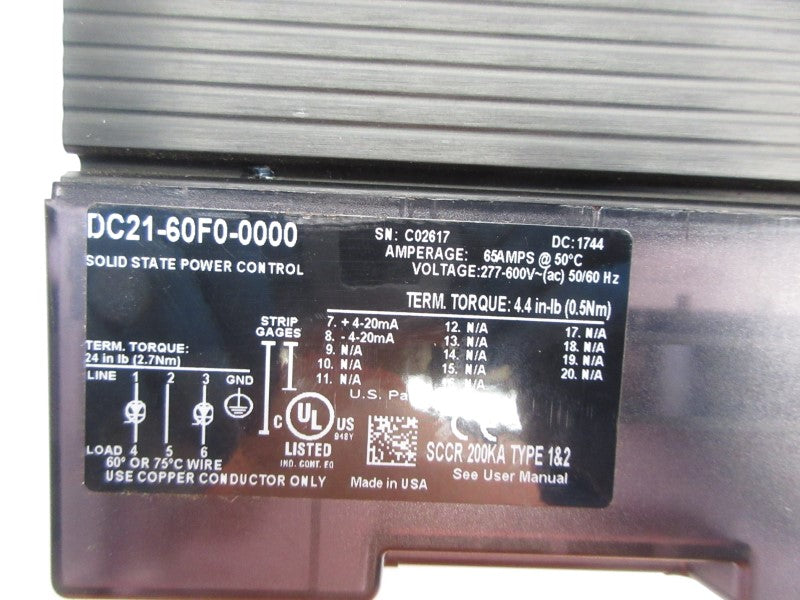 DC21-60F0-0000
SN: C02617
DC: 1744
SOLID STATE POWER CONTROL
AMPERAGE: 65AMPS @ 50°C
VOLTAGE:277-600V~(ac) 50/60 Hz
TERM. TORQUE: 4.4 in-lb (0.5Nm)
STRIP
GAGES
7. + 4-20mA
8. - 4-20mA
9. N/A
10. N/A
11. N/A
12. N/A
13. N/A
14. N/A
15. N/A
N/A
17. N/A
18. N/A
19. N/A
20. N/A
U.S.
TERM. TORQUE:
24 in lb (2.7Nm)
LINE 1 2 3 GND
LOAD 4 5 6
60° OR 75°C WIRE
USE COPPER CONDUCTOR ONLY
C UL US
948Y
LISTED
IND. CONT. EQ
Made in USA
SCCR 200KA TYPE 1&2
See User Manual